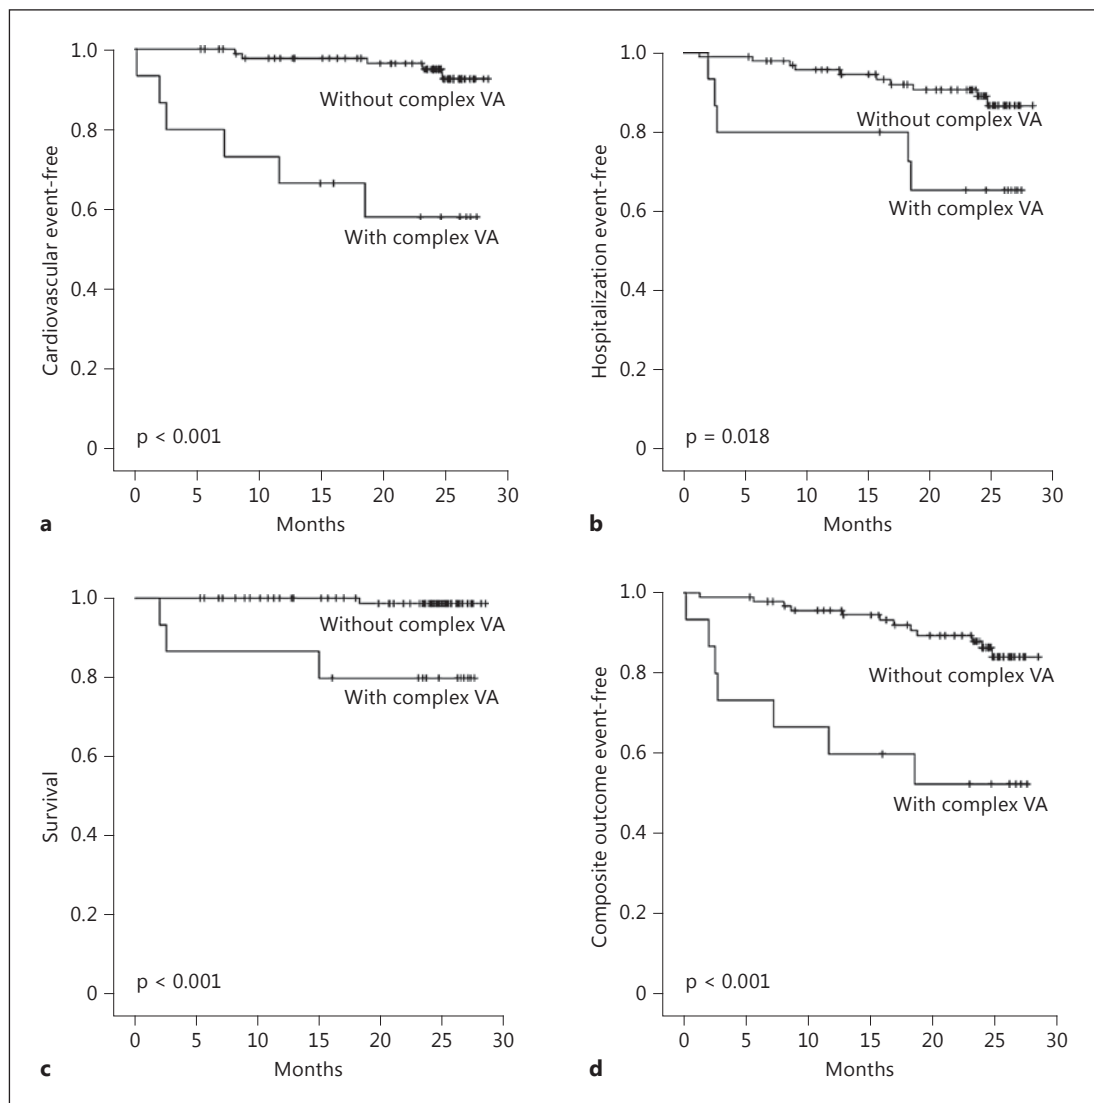 Cardiovascular event-free
1.0
0.8
0.6
0.4
0.2
0
Without complex VA
With complex VA
p < 0.001
0 5 10 15 20 25 30
Months
a
Hospitalization event-free
1.0
0.8
0.6
0.4
0.2
0
Without complex VA
With complex VA
p = 0.018
0 5 10 15 20 25 30
Months
b
Survival
1.0
0.8
0.6
0.4
0.2
0
Without complex VA
With complex VA
p < 0.001
0 5 10 15 20 25 30
Months
c
Composite outcome event-free
1.0
0.8
0.6
0.4
0.2
0
Without complex VA
With complex VA
p < 0.001
0 5 10 15 20 25 30
Months
d